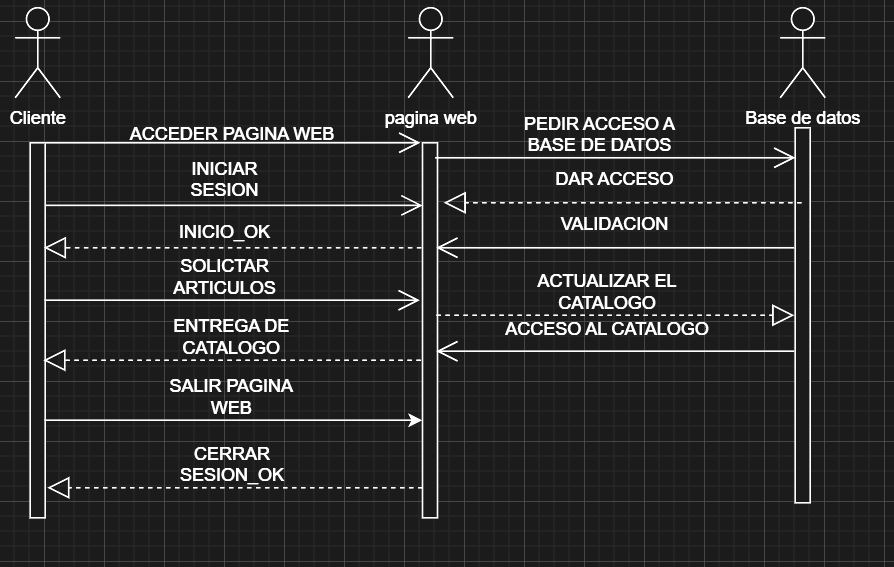 Cliente
pagina web
Base de datos
ACCEDER PAGINA WEB
PEDIR ACCESO A
BASE DE DATOS
INICIAR
SESION
DAR ACCESO
INICIO_OK
VALIDACION
SOLICTAR
ARTICULOS
ACTUALIZAR EL
CATALOGO
ENTREGA DE
CATALOGO
ACCESO AL CATALOGO
SALIR PAGINA
WEB
CERRAR
SESION_OK